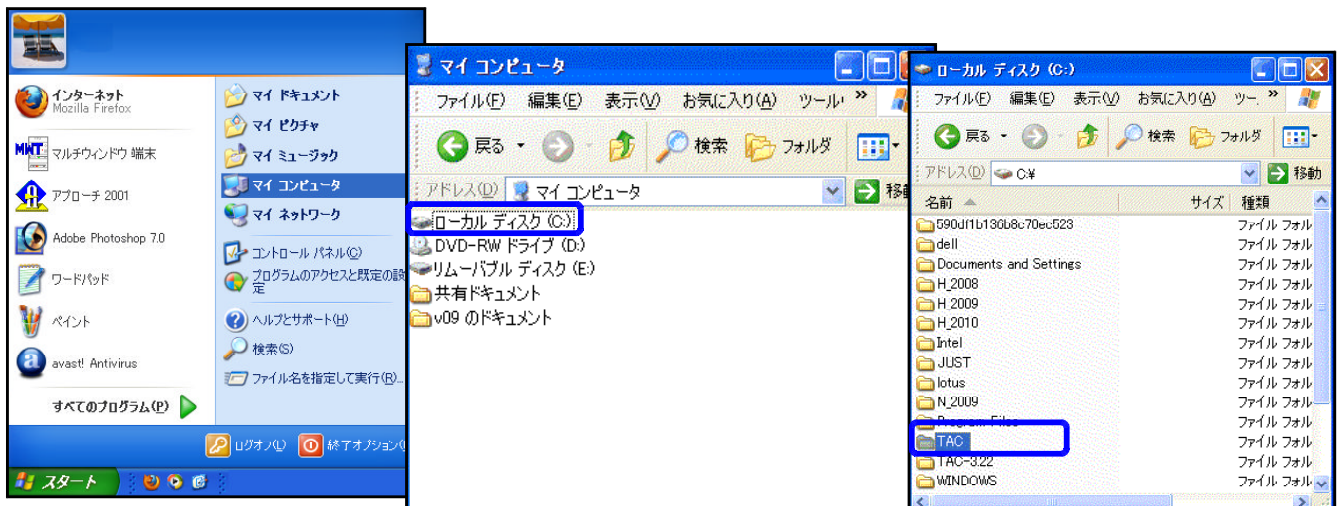 インターネット
Mozilla Firefox
MWT
マルチウィンドウ 端末
アプローチ 2001
Adobe Photoshop 7.0
ワードパッド
ペイント
avast! Antivirus
すべてのプログラム(P)
マイ ドキュメント
マイ ピクチャ
マイ ミュージック
マイ コンピュータ
マイ ネットワーク
コントロール パネル(C)
プログラムのアクセスと既定の設
定
ヘルプとサポート(H)
検索(S)
ファイル名を指定して実行(R)...
ログオフ(L)
終了オプション(
スタート
マイ コンピュータ
ファイル(F) 編集(E) 表示(V) お気に入り(A) ツール »
戻る 検索 フォルダ
アドレス(D) マイ コンピュータ 移動
ローカル ディスク (C:)
DVD-RW ドライブ (D:)
リムーバブル ディスク (E:)
共有ドキュメント
v09 のドキュメント
ローカル ディスク (C:)
ファイル(F) 編集(E) 表示(V) お気に入り(A) ツー. »
戻る 検索 フォルダ
アドレス(D) C:¥ 移動
名前 サイズ 種類
590df1b136b8c70ec523 ファイル フォル
dell ファイル フォル
Documents and Settings ファイル フォル
H_2008 ファイル フォル
H_2009 ファイル フォル
H_2010 ファイル フォル
Intel ファイル フォル
JUST ファイル フォル
lotus ファイル フォル
N_2009 ファイル フォル
Program Files ファイル フォル
TAC ファイル フォル
TAC-3.22 ファイル フォル
WINDOWS ファイル フォル